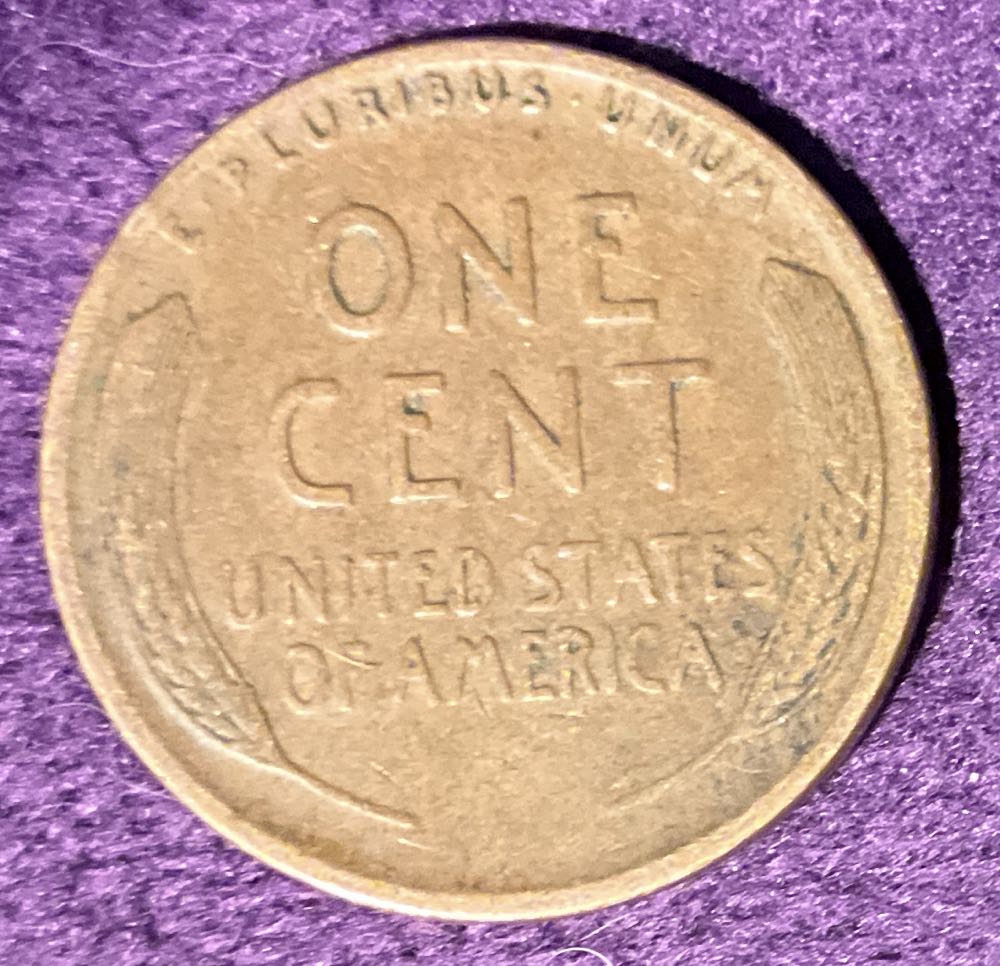 E · PLURIBUS · UNUM
ONE
CENT
UNITED STATES
OF AMERICA